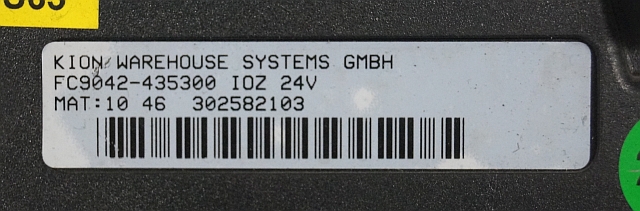 KION WAREHOUSE SYSTEMS GMBH
FC9042-435300 IOZ 24V
MAT:10 46 302582103